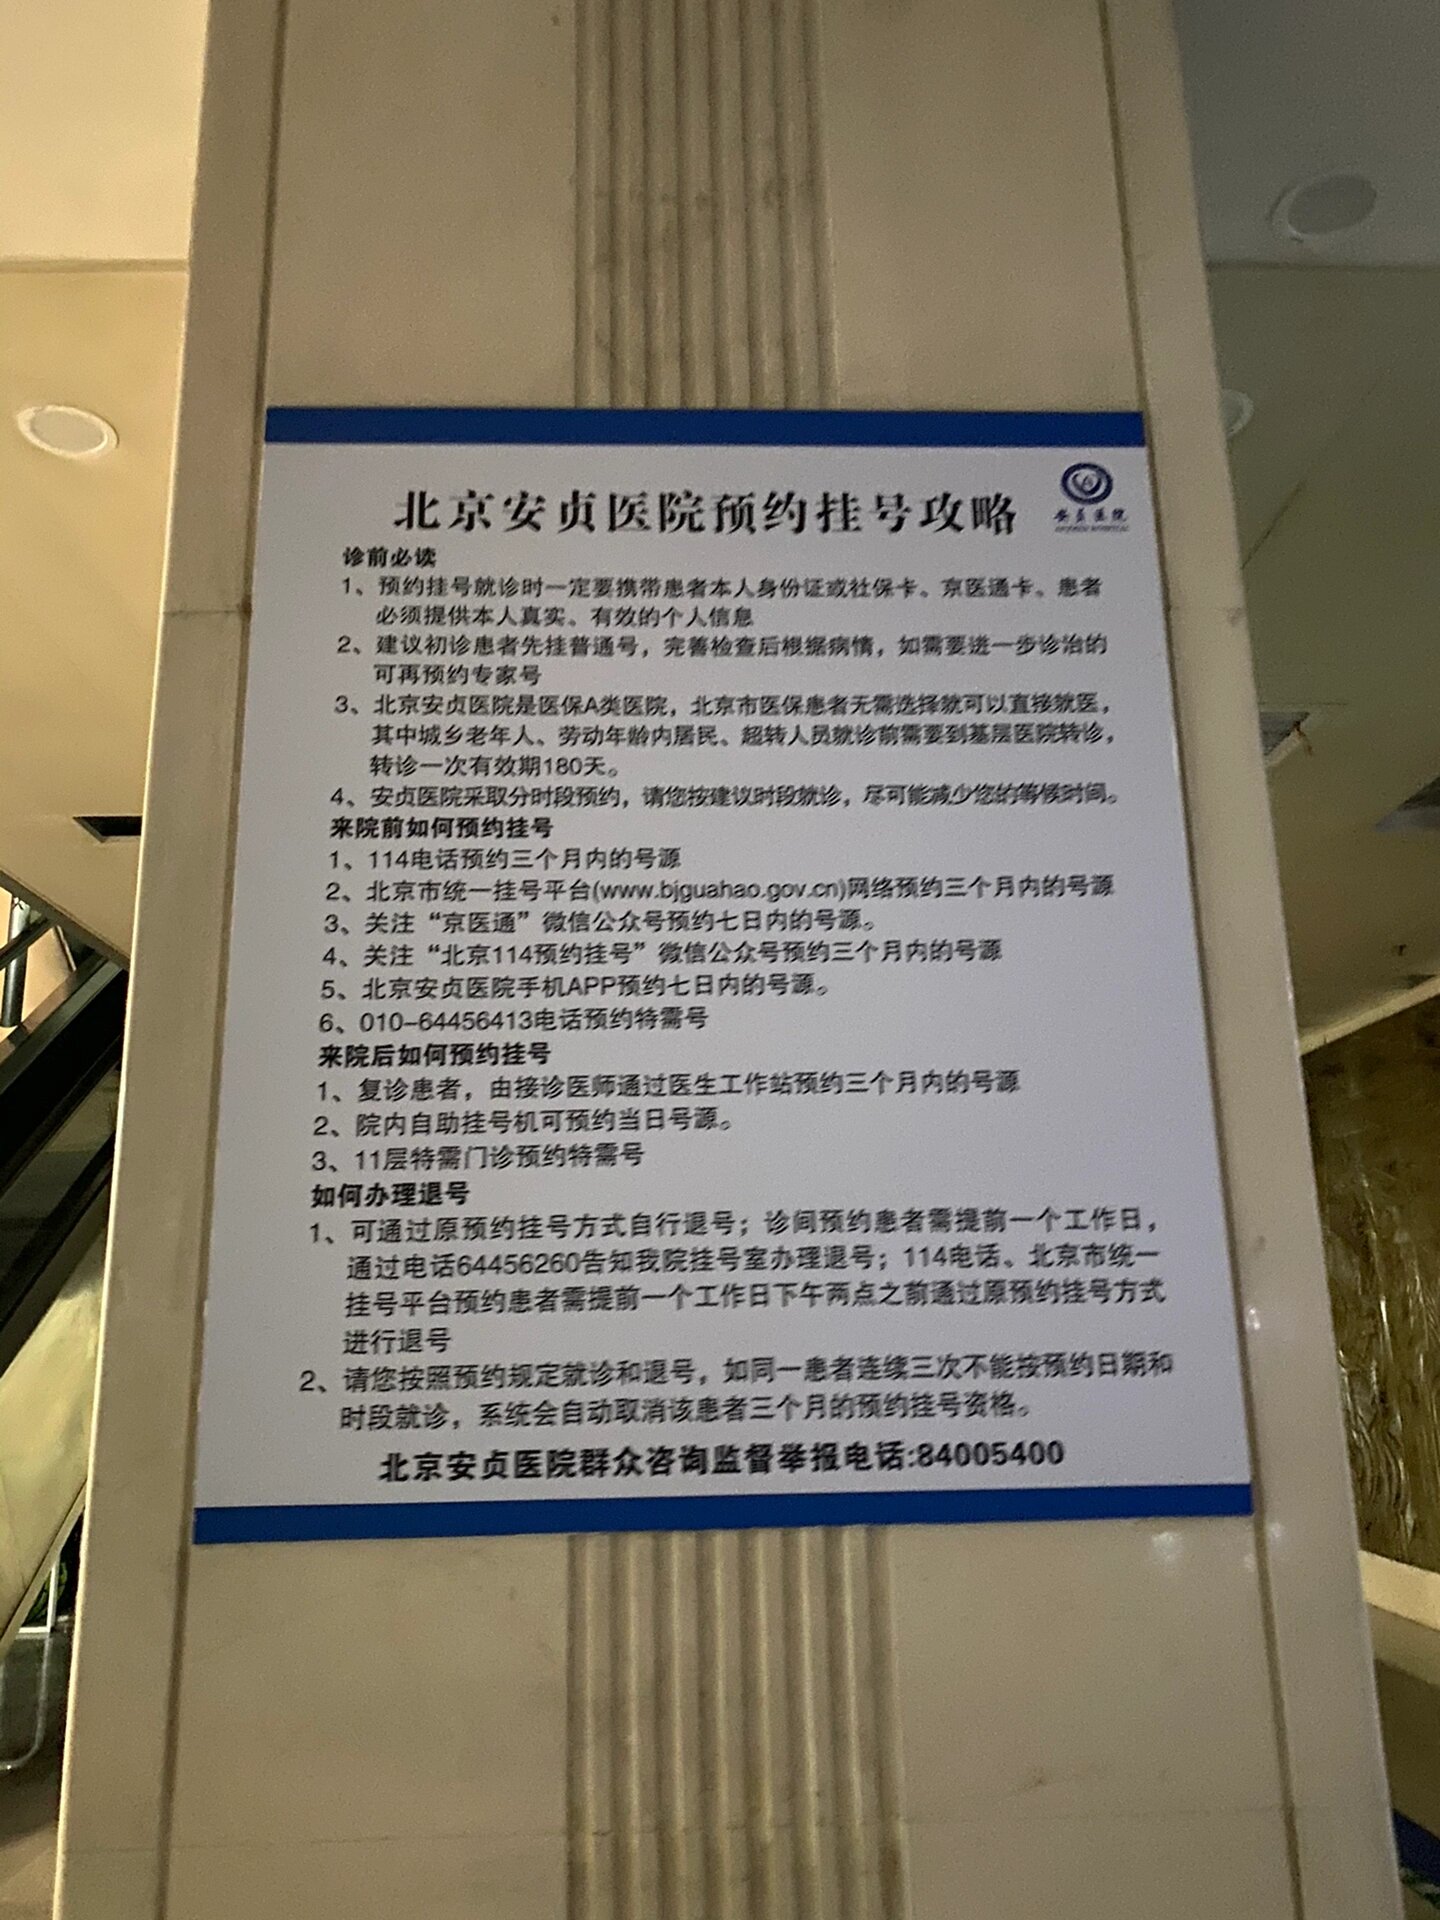 北京安贞医院预约挂号攻略
安贞医院
诊前必读
1、预约挂号就诊时一定要携带患者本人身份证或社保卡、京医通卡、患者
必须提供本人真实、有效的个人信息
2、建议初诊患者先挂普通号，完善检查后根据病情，如需要进一步诊治的
可再预约专家号
3、北京安贞医院是医保A类医院，北京市医保患者无需选择就可以直接就医，
其中城乡老年人、劳动年龄内居民、超转人员就诊前需要到基层医院转诊，
转诊一次有效期180天。
4、安贞医院采取分时段预约，请您按建议时段就诊，尽可能减少您的等候时间。
来院前如何预约挂号
1、114电话预约三个月内的号源
2、北京市统一挂号平台(www.bjguahao.gov.cn)网络预约三个月内的号源
3、关注“京医通”微信公众号预约七日内的号源。
4、关注“北京114预约挂号”微信公众号预约三个月内的号源
5、北京安贞医院手机APP预约七日内的号源。
6、010-64456413电话预约特需号
来院后如何预约挂号
1、复诊患者，由接诊医师通过医生工作站预约三个月内的号源
2、院内自助挂号机可预约当日号源。
3、11层特需门诊预约特需号
如何办理退号
1、可通过原预约挂号方式自行退号；诊间预约患者需提前一个工作日，
通过电话64456260告知我院挂号室办理退号；114电话、北京市统一
挂号平台预约患者需提前一个工作日下午两点之前通过原预约挂号方式
进行退号
2、请您按照预约规定就诊和退号，如同一患者连续三次不能按预约日期和
时段就诊，系统会自动取消该患者三个月的预约挂号资格。
北京安贞医院群众咨询监督举报电话:84005400